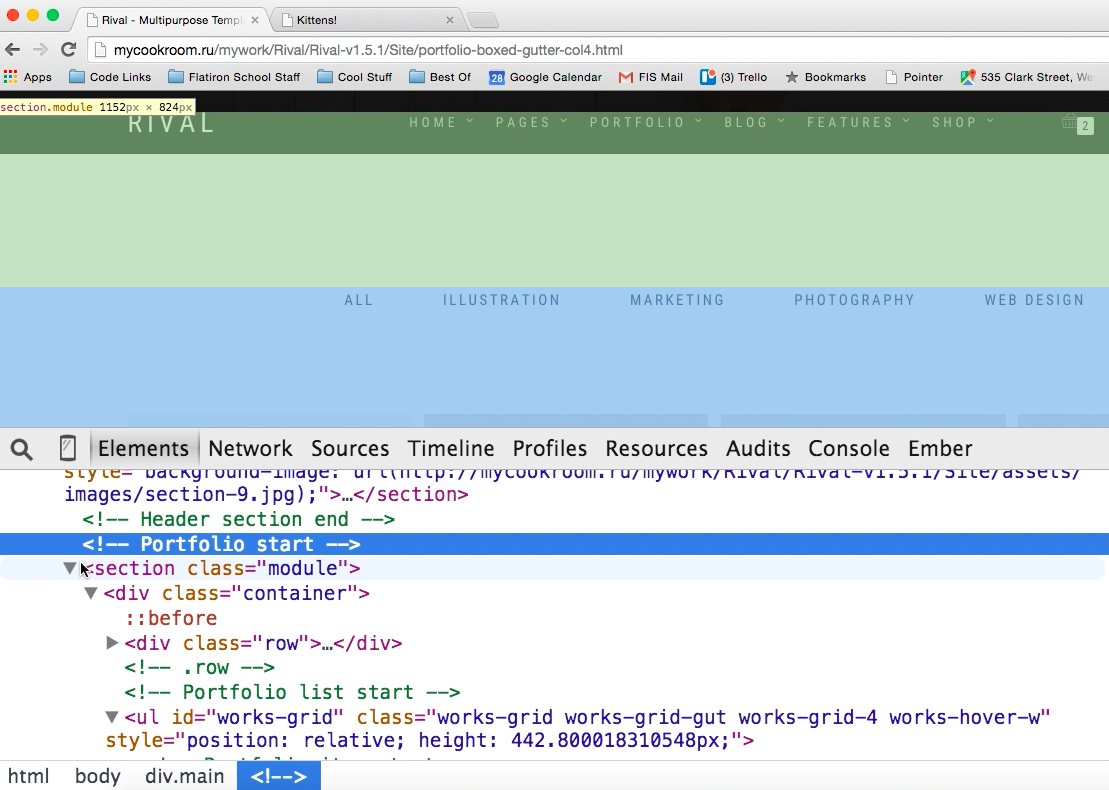 Rival - Multipurpose Templ
Kittens!
mycookroom.ru/mywork/Rival/Rival-v1.5.1/Site/portfolio-boxed-gutter-col4.html
Apps Code Links Flatiron School Staff Cool Stuff Best Of 28 Google Calendar FIS Mail (3) Trello Bookmarks Pointer 535 Clark Street, We
section.module 1152px × 824px
RIVAL HOME PAGES PORTFOLIO BLOG FEATURES SHOP 2
ALL ILLUSTRATION MARKETING PHOTOGRAPHY WEB DESIGN
Elements Network Sources Timeline Profiles Resources Audits Console Ember
style="background-image: url(http://mycookroom.ru/mywork/Rival/Rival-v1.5.1/Site/assets/
images/section-9.jpg);">…</section>
<!-- Header section end -->
<!-- Portfolio start -->
<section class="module">
<div class="container">
::before
<div class="row">…</div>
<!-- .row -->
<!-- Portfolio list start -->
<ul id="works-grid" class="works-grid works-grid-gut works-grid-4 works-hover-w"
style="position: relative; height: 442.800018310548px;">
html body div.main <!-->